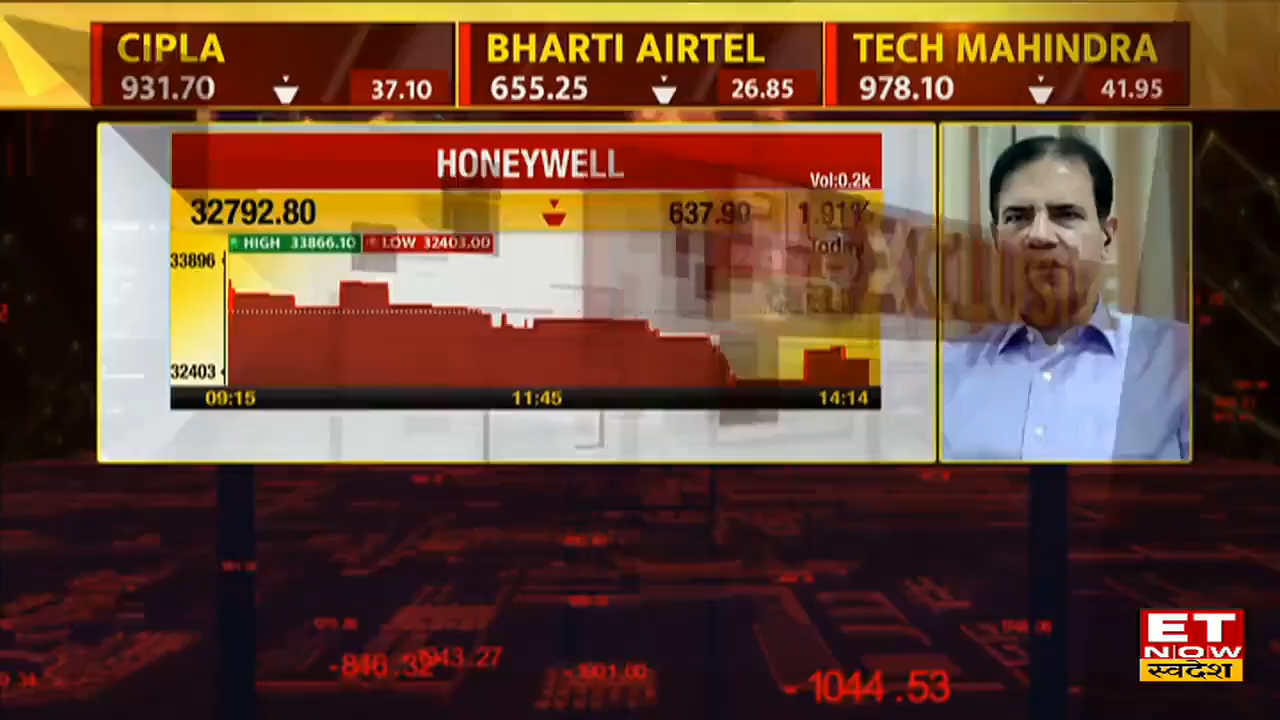 CIPLA
931.70 37.10
BHARTI AIRTEL
655.25 26.85
TECH MAHINDRA
978.10 41.95
HONEYWELL
Vol:0.2k
32792.80 637.90 1.91%
Today
HIGH 33866.10 LOW 32403.00
33896
32403
09:15 11:45 14:14
EXCLUSI
-1044.53
ET
NOW
स्वदेश